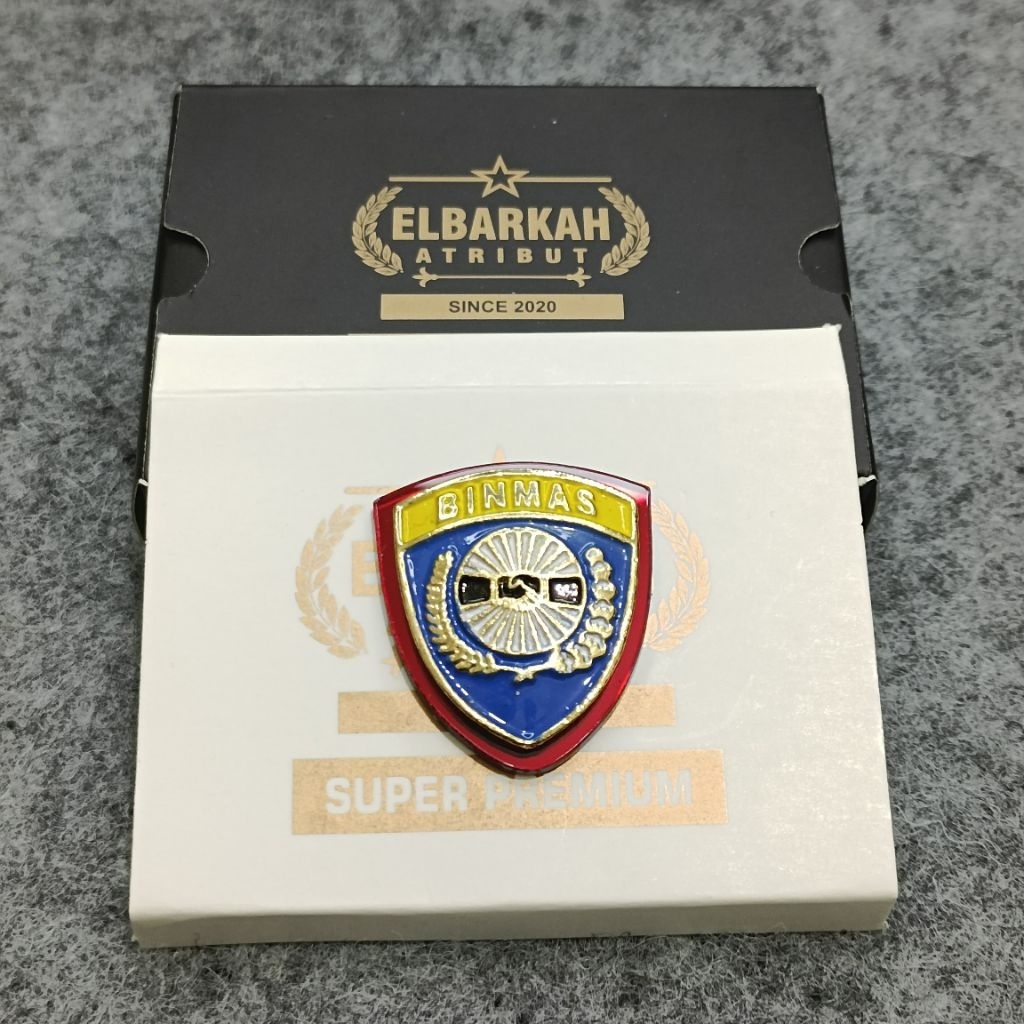 ELBARKAH
ATRIBUT
SINCE 2020
BINMAS
SUPER PREMIUM